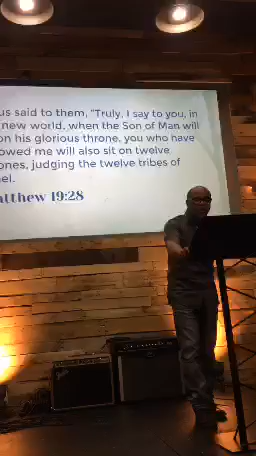 us said to them, "Truly, I say to you, in
new world, when the Son of Man will
on his glorious throne, you who have
owed me will also sit on twelve
ones, judging the twelve tribes of
el.
atthew 19:28